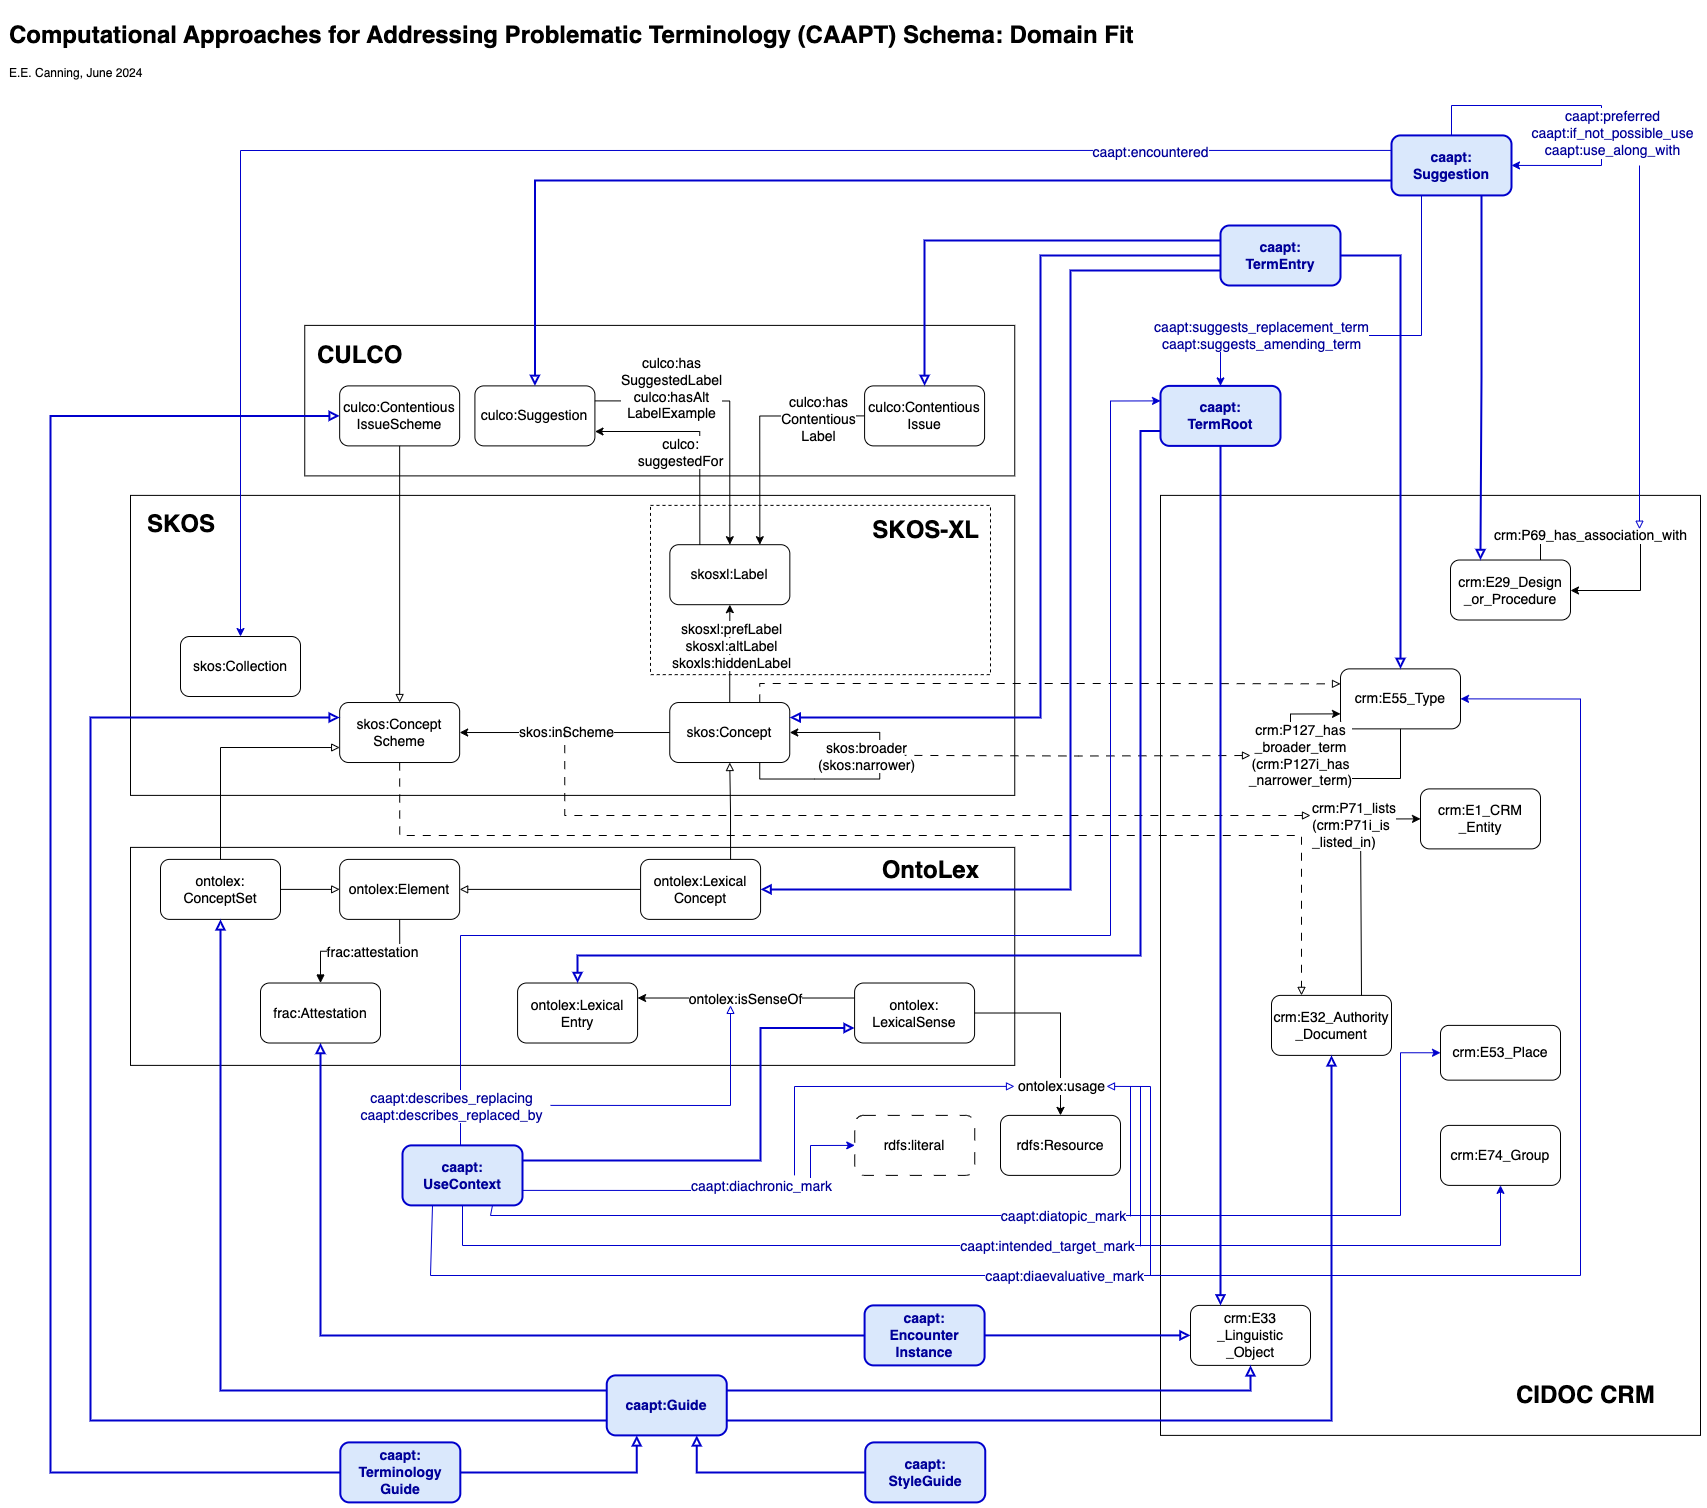 Computational Approaches for Addressing Problematic Terminology (CAAPT) Schema: Domain Fit
E.E. Canning, June 2024
caapt:preferred
caapt:if_not_possible_use
caapt:use_along_with
caapt:encountered
caapt:
Suggestion
caapt:
TermEntry
caapt:suggests_replacement_term
caapt:suggests_amending_term
CULCO
culco:has
SuggestedLabel
culco:hasAlt
LabelExample
culco:Contentious
IssueScheme
culco:Suggestion
culco:has
Contentious
Label
culco:Contentious
Issue
culco:
suggestedFor
caapt:
TermRoot
SKOS
SKOS-XL
skosxl:Label
skosxl:prefLabel
skosxl:altLabel
skoxls:hiddenLabel
skos:Collection
skos:Concept
Scheme
skos:inScheme
skos:Concept
skos:broader
(skos:narrower)
crm:P69_has_association_with
crm:E29_Design
_or_Procedure
crm:E55_Type
crm:P127_has
_broader_term
(crm:P127i_has
_narrower_term)
crm:P71_lists
(crm:P71i_is
_listed_in)
crm:E1_CRM
_Entity
OntoLex
ontolex:
ConceptSet
ontolex:Element
ontolex:Lexical
Concept
frac:attestation
frac:Attestation
ontolex:Lexical
Entry
ontolex:isSenseOf
ontolex:
LexicalSense
crm:E32_Authority
_Document
crm:E53_Place
ontolex:usage
caapt:describes_replacing
caapt:describes_replaced_by
rdfs:literal
rdfs:Resource
crm:E74_Group
caapt:
UseContext
caapt:diachronic_mark
caapt:diatopic_mark
caapt:intended_target_mark
caapt:diaevaluative_mark
caapt:
Encounter
Instance
crm:E33
_Linguistic
_Object
CIDOC CRM
caapt:Guide
caapt:
Terminology
Guide
caapt:
StyleGuide